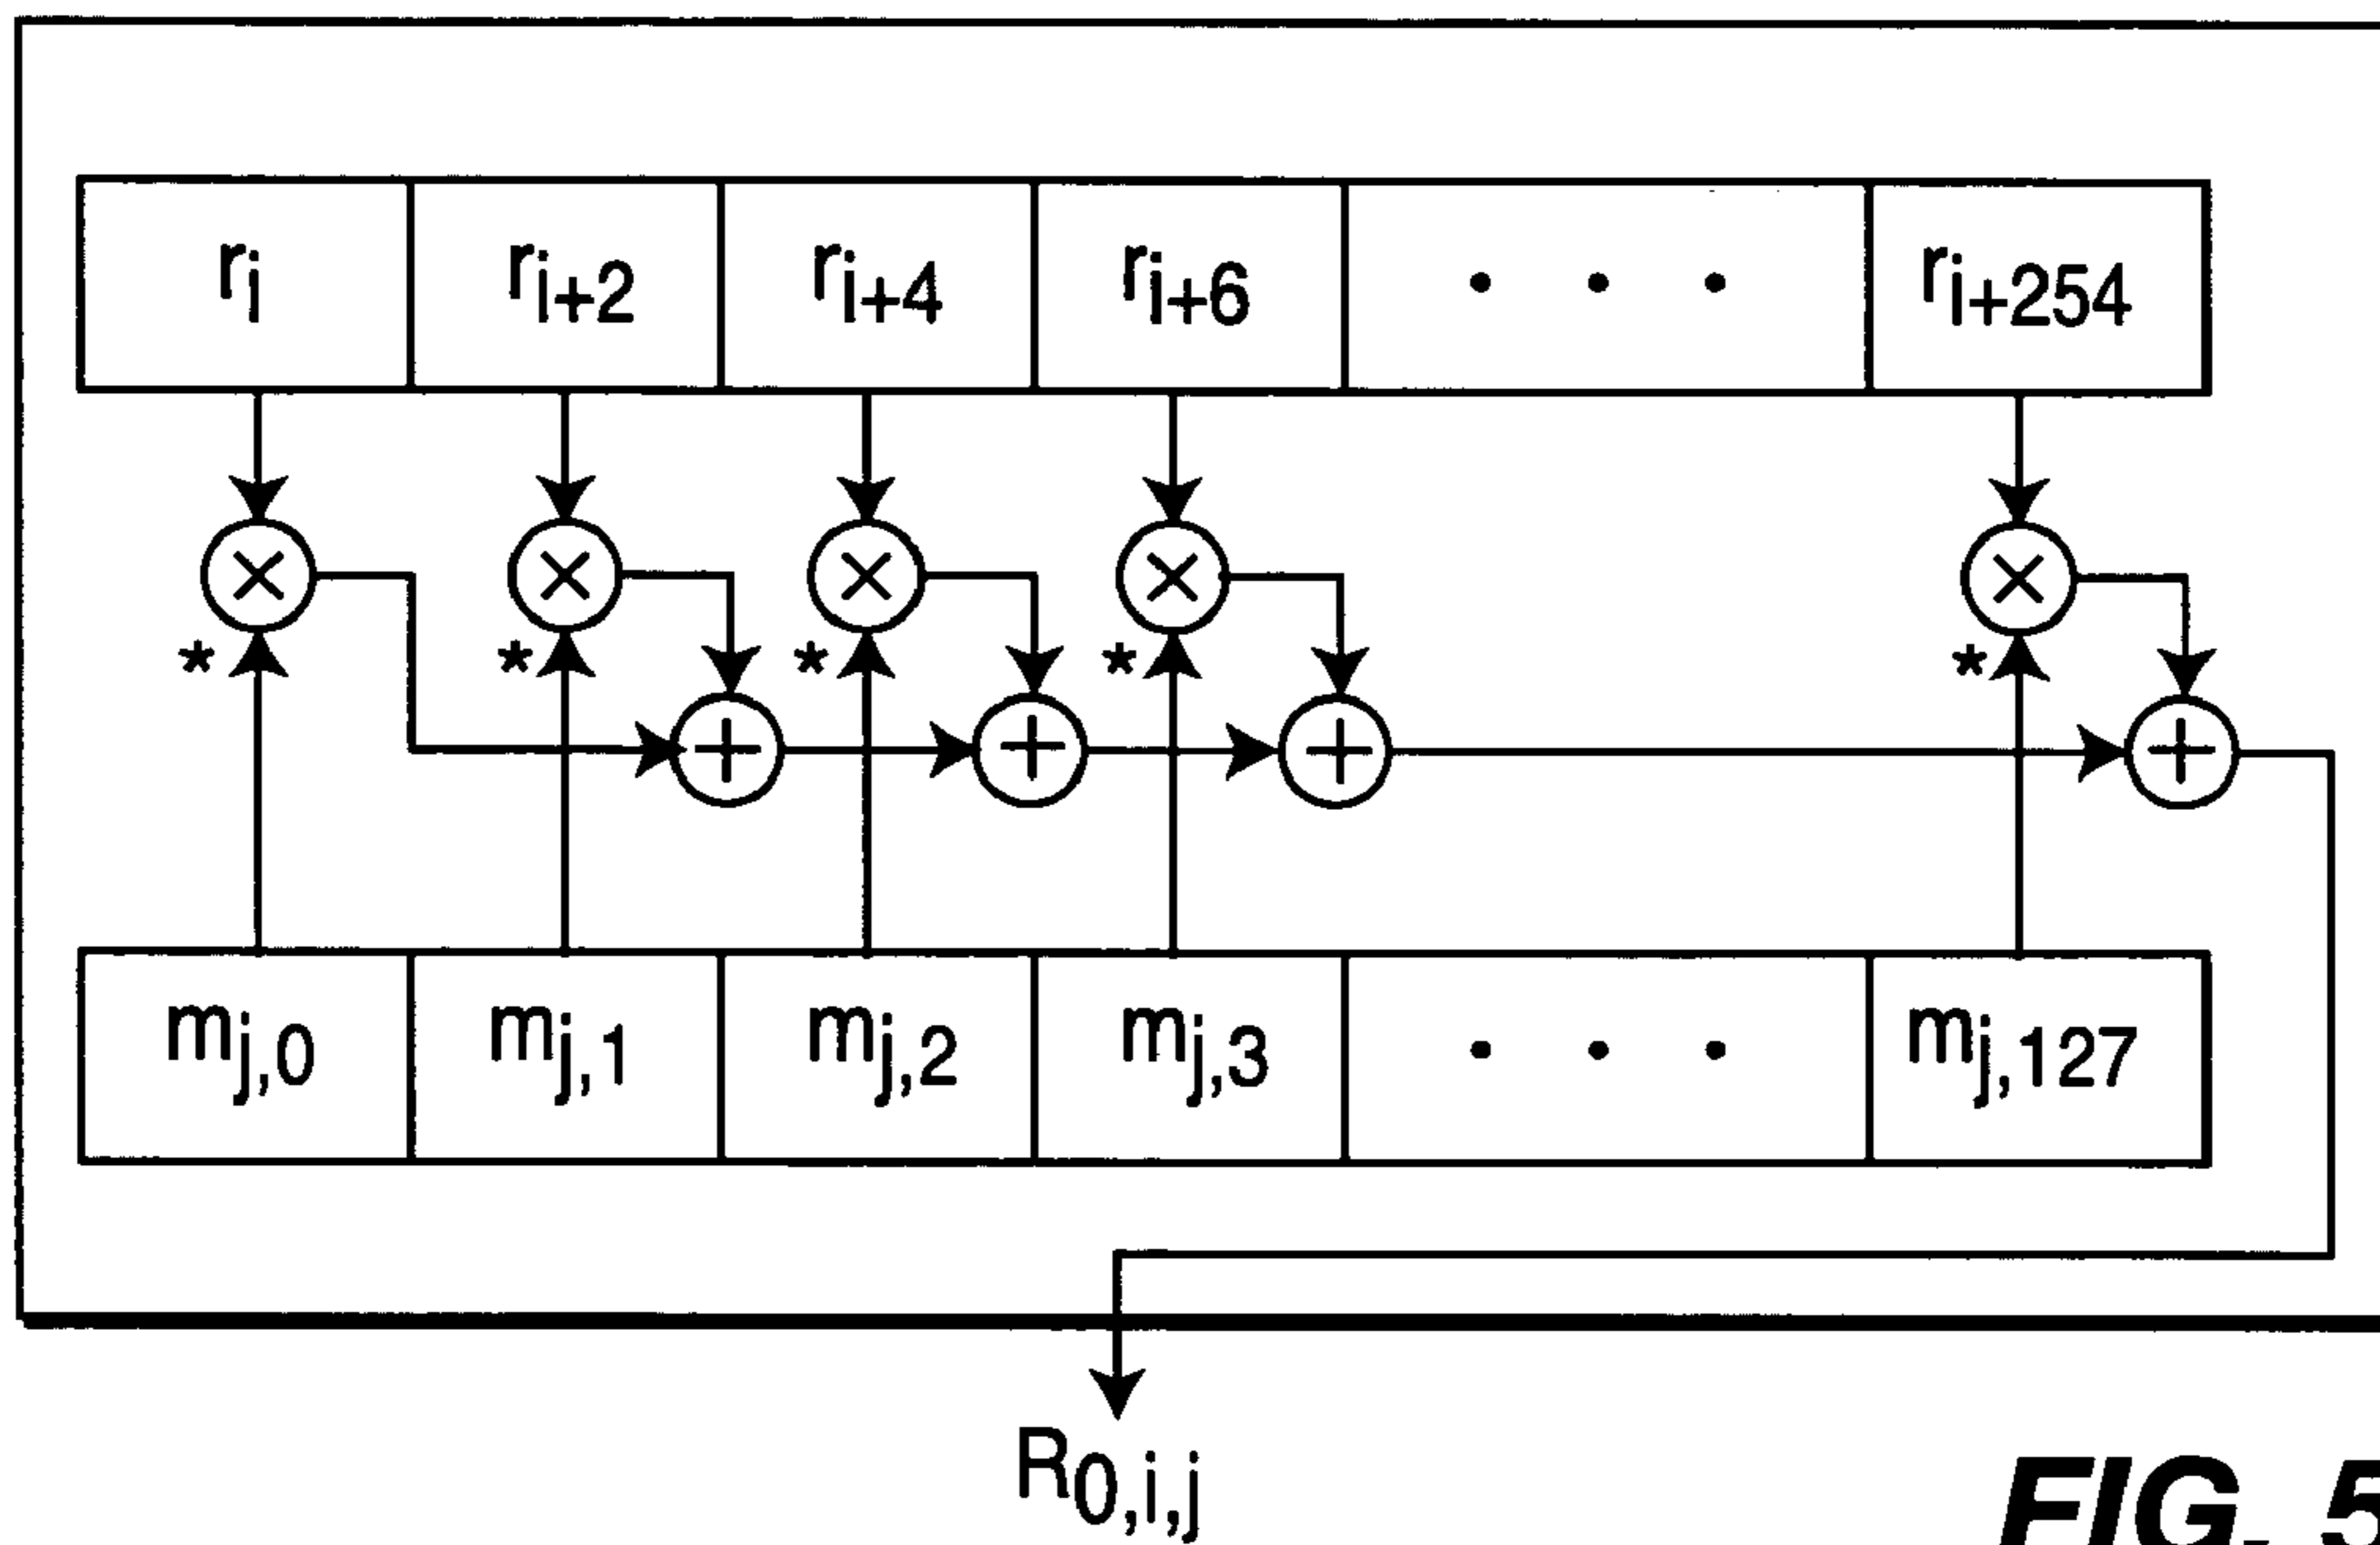 rᵢ rᵢ₊₂ rᵢ₊₄ rᵢ₊₆ • • • rᵢ₊₂₅₄
* * * * *
mⱼ,₀ mⱼ,₁ mⱼ,₂ mⱼ,₃ • • • mⱼ,₁₂₇
R₀,ᵢ,ⱼ
FIG. 5